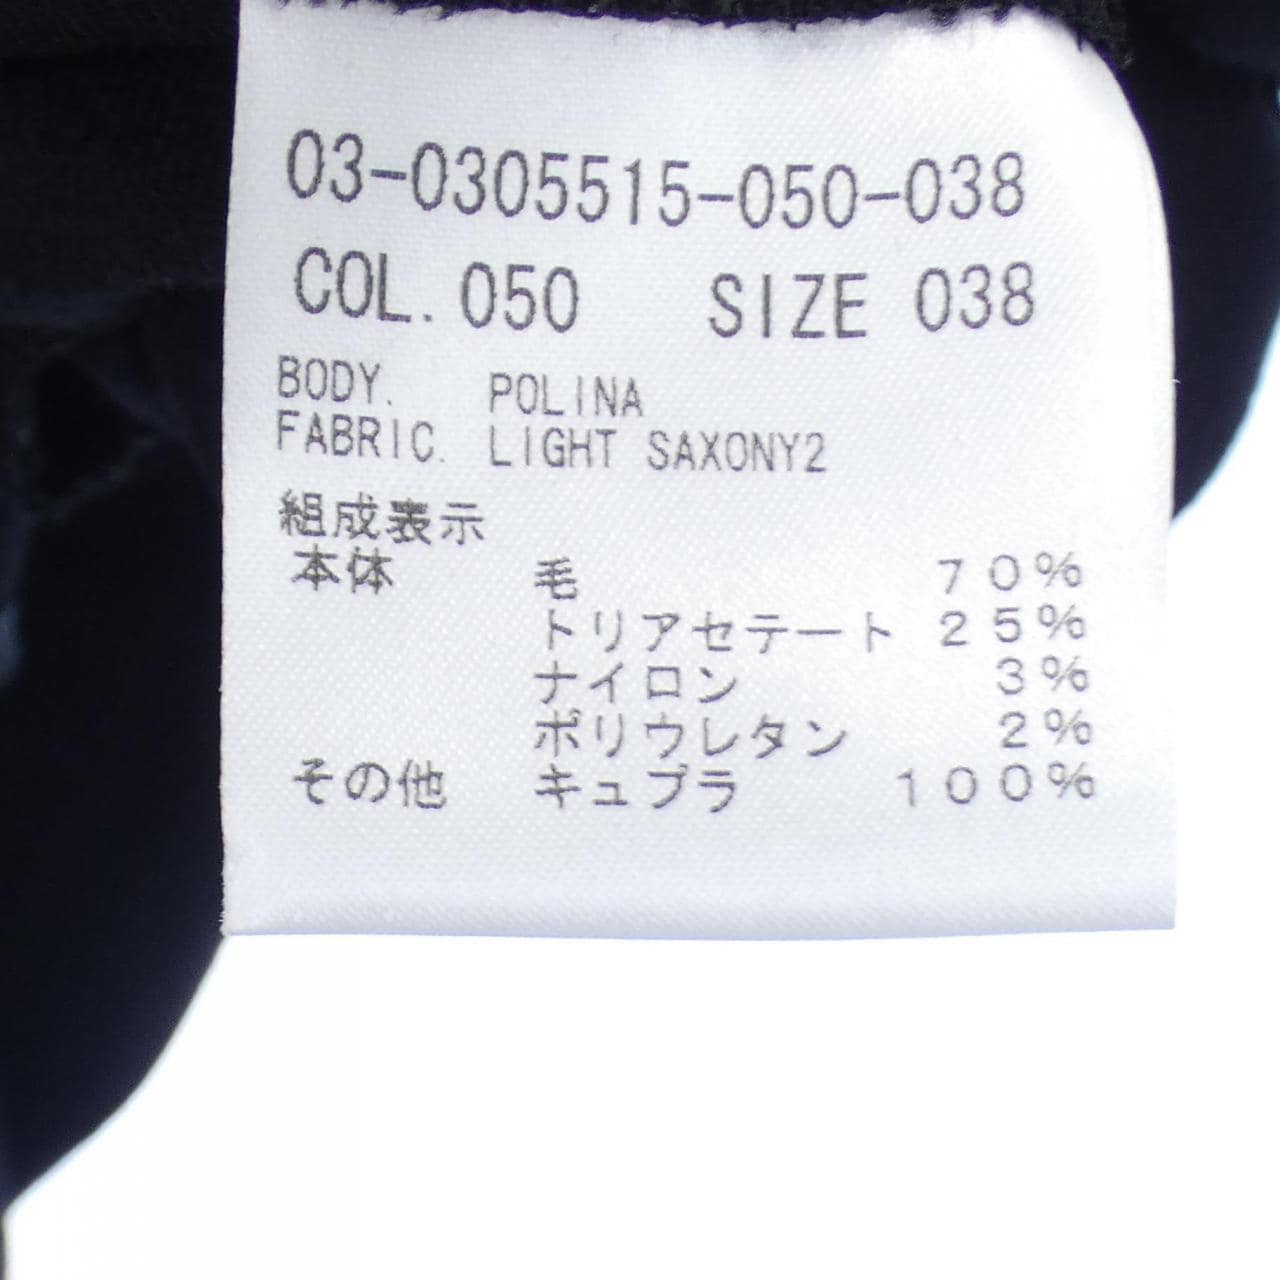 03-0305515-050-038
COL. 050 SIZE 038
BODY. POLINA
FABRIC. LIGHT SAXONY2
組成表示
本体 毛 70%
トリアセテート 25%
ナイロン 3%
ポリウレタン 2%
その他 キュプラ 100%